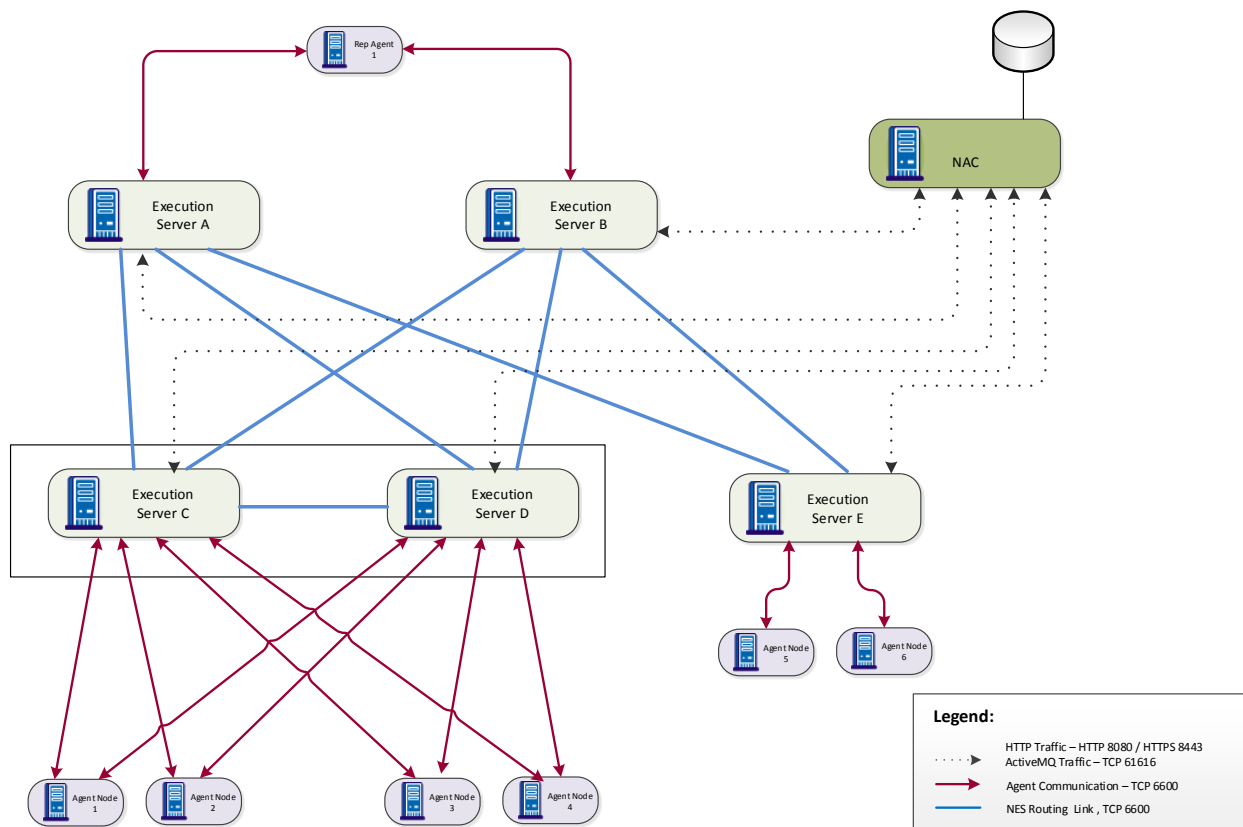 Rep Agent
1
NAC
Execution
Server A
Execution
Server B
Execution
Server C
Execution
Server D
Execution
Server E
Agent Node
5
Agent Node
6
Agent Node
1
Agent Node
2
Agent Node
3
Agent Node
4
Legend:
HTTP Traffic – HTTP 8080 / HTTPS 8443
ActiveMQ Traffic – TCP 61616
Agent Communication – TCP 6600
NES Routing Link , TCP 6600